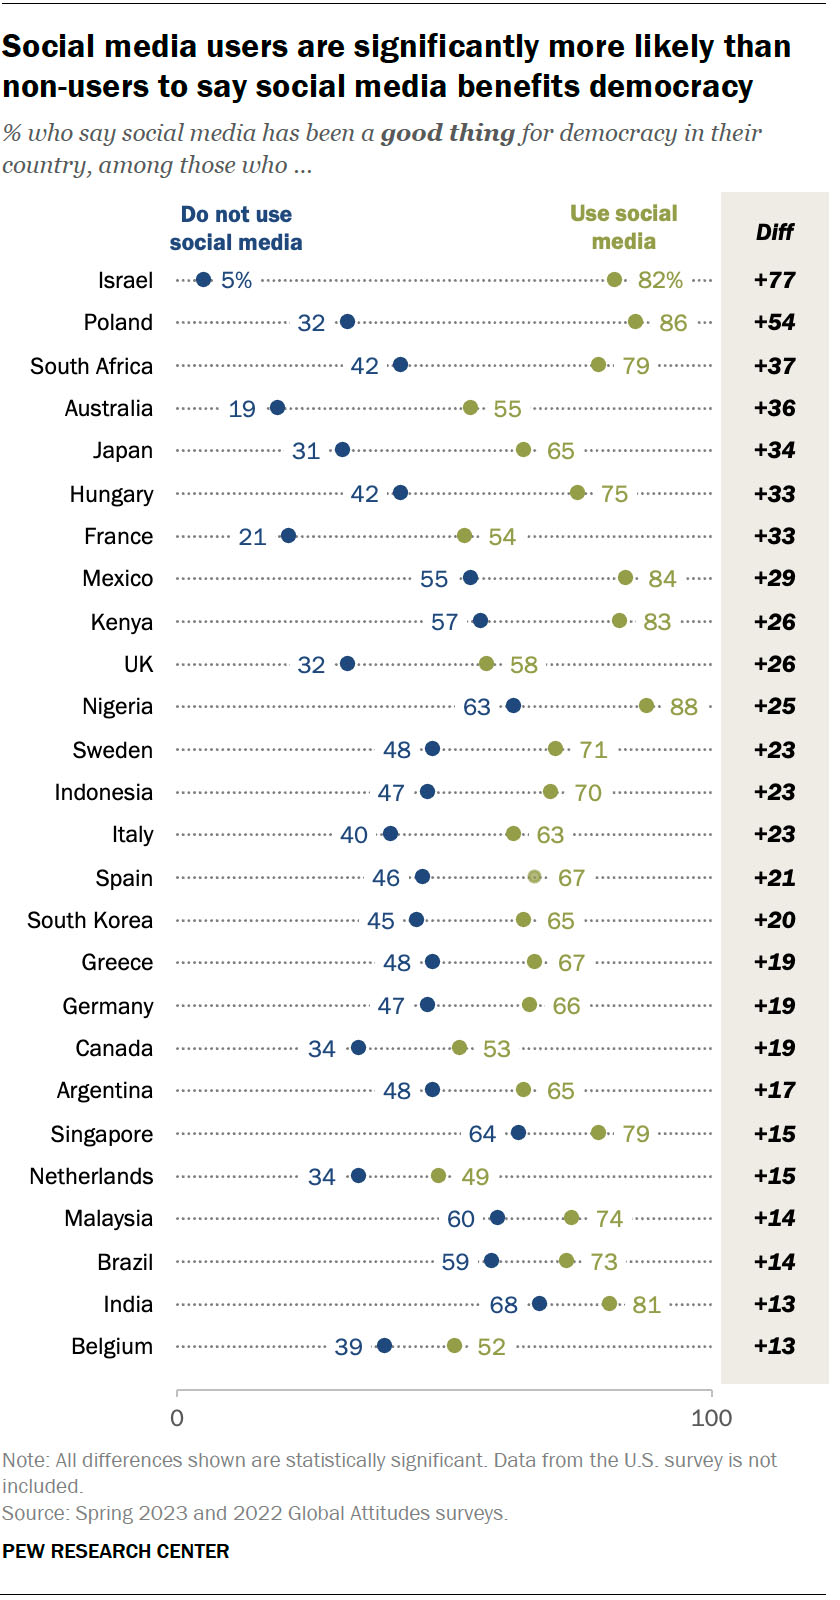 Social media users are significantly more likely than
non-users to say social media benefits democracy
% who say social media has been a good thing for democracy in their
country, among those who ...
Do not use
social media
Use social
media
Diff
Israel 5% 82% +77
Poland 32 86 +54
South Africa 42 79 +37
Australia 19 55 +36
Japan 31 65 +34
Hungary 42 75 +33
France 21 54 +33
Mexico 55 84 +29
Kenya 57 83 +26
UK 32 58 +26
Nigeria 63 88 +25
Sweden 48 71 +23
Indonesia 47 70 +23
Italy 40 63 +23
Spain 46 67 +21
South Korea 45 65 +20
Greece 48 67 +19
Germany 47 66 +19
Canada 34 53 +19
Argentina 48 65 +17
Singapore 64 79 +15
Netherlands 34 49 +15
Malaysia 60 74 +14
Brazil 59 73 +14
India 68 81 +13
Belgium 39 52 +13
0 100
Note: All differences shown are statistically significant. Data from the U.S. survey is not
included.
Source: Spring 2023 and 2022 Global Attitudes surveys.
PEW RESEARCH CENTER